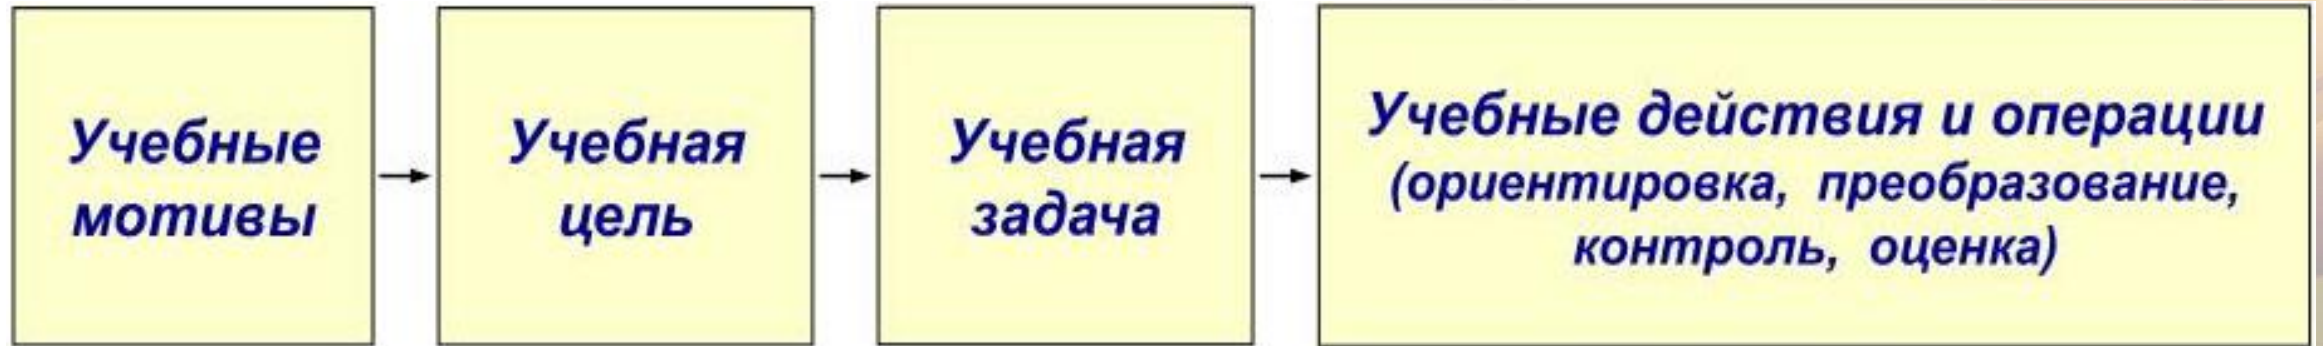 Учебные
мотивы
Учебная
цель
Учебная
задача
Учебные действия и операции
(ориентировка, преобразование,
контроль, оценка)